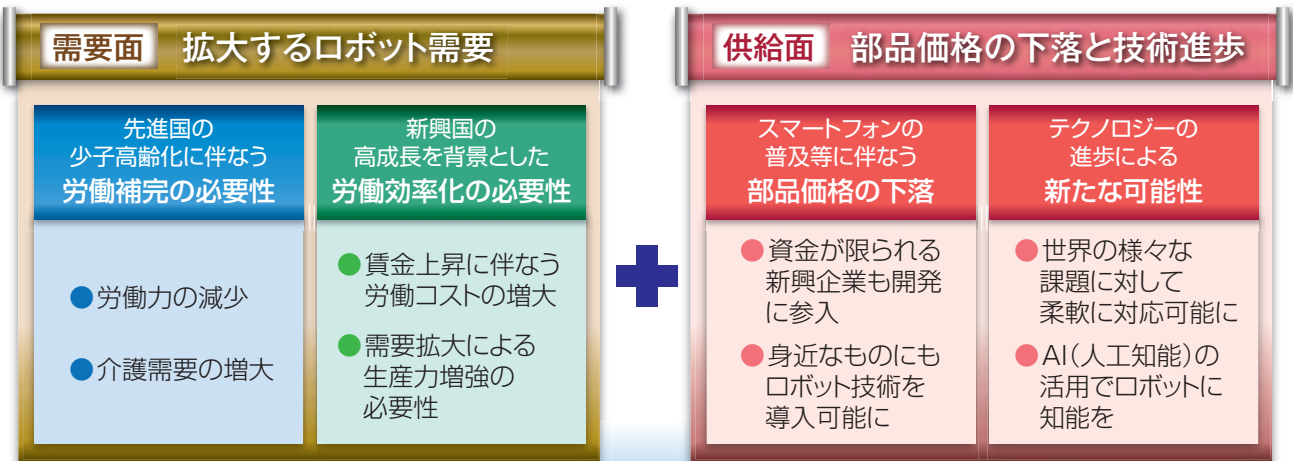 需要面 拡大するロボット需要
先進国の
少子高齢化に伴なう
労働補完の必要性
●労働力の減少
●介護需要の増大
新興国の
高成長を背景とした
労働効率化の必要性
●賃金上昇に伴なう
労働コストの増大
●需要拡大による
生産力増強の
必要性
供給面 部品価格の下落と技術進歩
スマートフォンの
普及等に伴なう
部品価格の下落
●資金が限られる
新興企業も開発
に参入
●身近なものにも
ロボット技術を
導入可能に
テクノロジーの
進歩による
新たな可能性
●世界の様々な
課題に対して
柔軟に対応可能に
●AI(人工知能)の
活用でロボットに
知能を